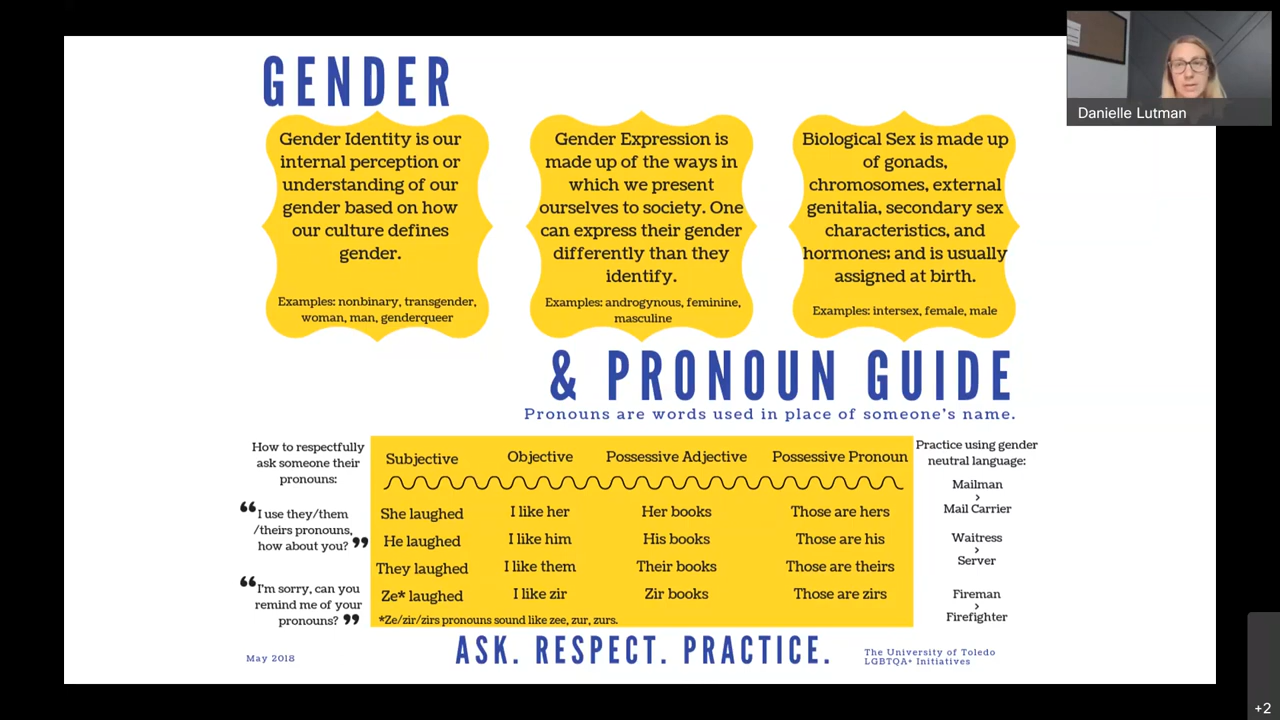 GENDER
Gender Identity is our
internal perception or
understanding of our
gender based on how
our culture defines
gender.
Examples: nonbinary, transgender,
woman, man, genderqueer
Gender Expression is
made up of the ways in
which we present
ourselves to society. One
can express their gender
differently than they
identify.
Examples: androgynous, feminine,
masculine
Biological Sex is made up
of gonads,
chromosomes, external
genitalia, secondary sex
characteristics, and
hormones; and is usually
assigned at birth.
Examples: intersex, female, male
Danielle Lutman
& PRONOUN GUIDE
Pronouns are words used in place of someone's name.
How to respectfully
ask someone their
pronouns:
“I use they/them
/theirs pronouns,
how about you?”
“I'm sorry, can you
remind me of your
pronouns?”
Subjective Objective Possessive Adjective Possessive Pronoun
She laughed I like her Her books Those are hers
He laughed I like him His books Those are his
They laughed I like them Their books Those are theirs
Ze* laughed I like zir Zir books Those are zirs
*Ze/zir/zirs pronouns sound like zee, zur, zurs.
Practice using gender
neutral language:
Mailman
>
Mail Carrier
Waitress
>
Server
Fireman
>
Firefighter
ASK. RESPECT. PRACTICE.
May 2018
The University of Toledo
LGBTQA+ Initiatives
+2